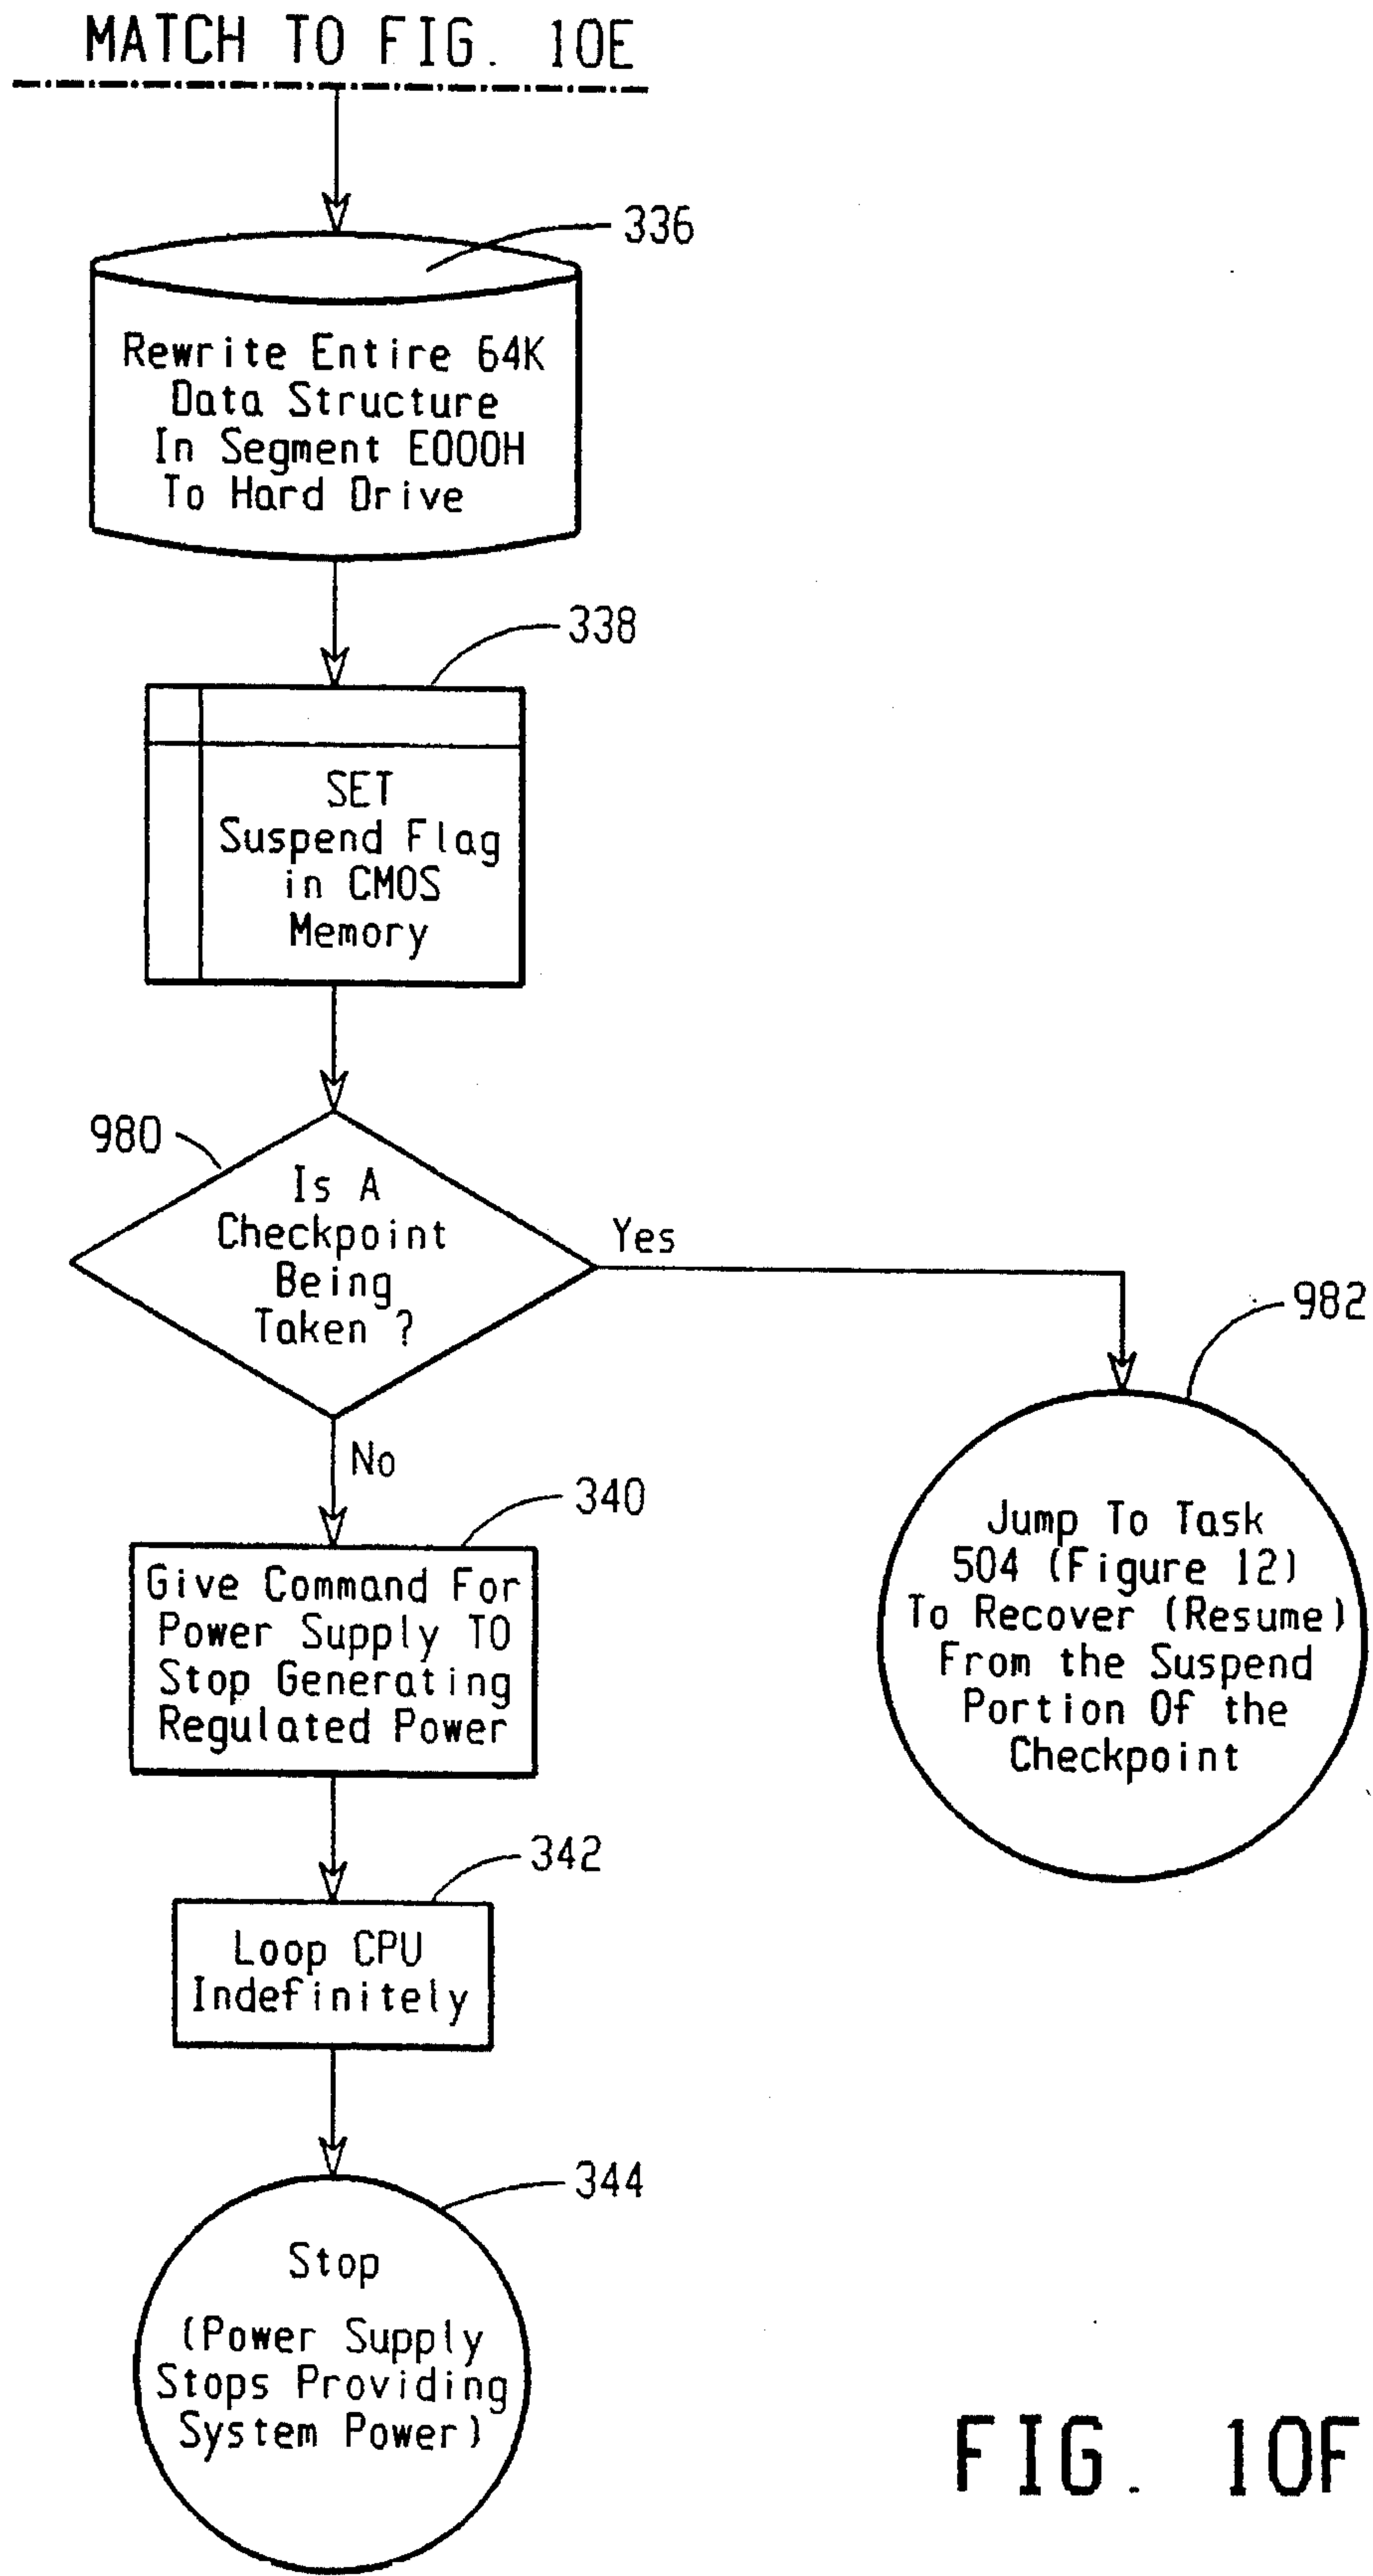 MATCH TO FIG. 10E
336
Rewrite Entire 64K
Data Structure
In Segment E000H
To Hard Drive
338
SET
Suspend Flag
in CMOS
Memory
980
Is A
Checkpoint
Being
Taken ?
Yes
982
No
340
Give Command For
Power Supply TO
Stop Generating
Regulated Power
Jump To Task
504 (Figure 12)
To Recover (Resume)
From the Suspend
Portion Of the
Checkpoint
342
Loop CPU
Indefinitely
344
Stop
(Power Supply
Stops Providing
System Power)
FIG. 10F